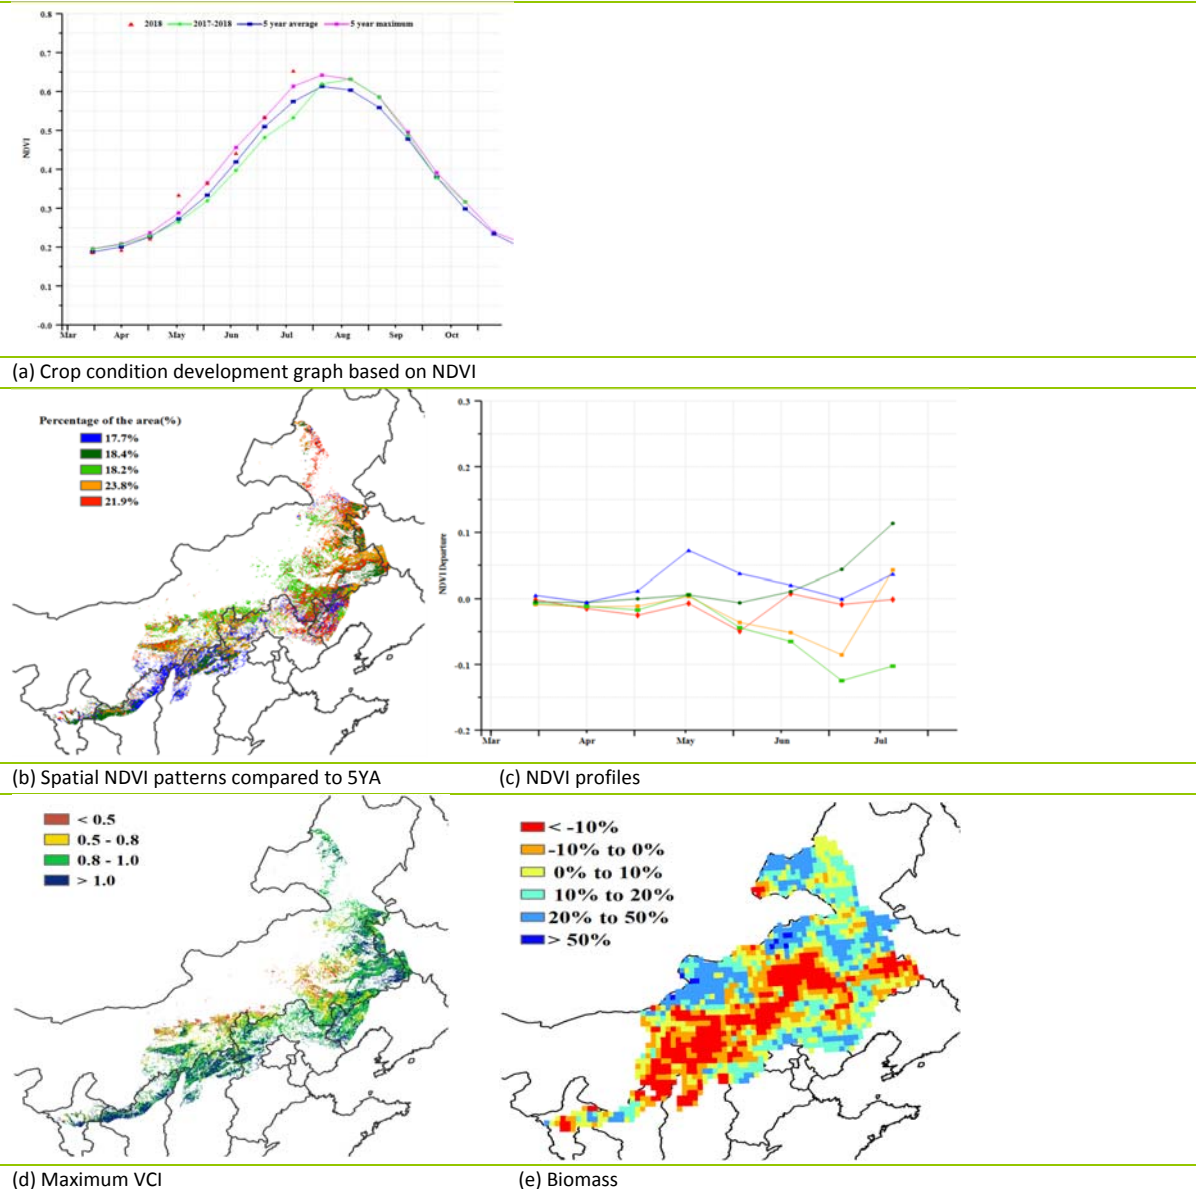 2018 2017-2018 5 year average 5 year maximum
0.8
0.7
0.6
0.5
0.4
0.3
0.2
0.1
-0.0
NDVI
Mar Apr May Jun Jul Aug Sep Oct
(a) Crop condition development graph based on NDVI
Percentage of the area(%)
17.7%
18.4%
18.2%
23.8%
21.9%
0.3
0.2
0.1
0.0
-0.1
-0.2
NDVI Departure
Mar Apr May Jun Jul
(b) Spatial NDVI patterns compared to 5YA (c) NDVI profiles
< 0.5
0.5 - 0.8
0.8 - 1.0
> 1.0
< -10%
-10% to 0%
0% to 10%
10% to 20%
20% to 50%
> 50%
(d) Maximum VCI (e) Biomass